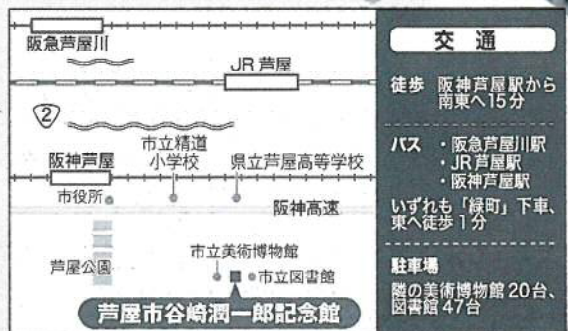 阪急芦屋川
JR 芦屋
2
阪神芦屋
市立精道
小学校
県立芦屋高等学校
市役所
阪神高速
芦屋公園
市立美術博物館
市立図書館
芦屋市谷崎潤一郎記念館
交通
徒歩 阪神芦屋駅から
南東へ15分
バス ・阪急芦屋川駅
・JR芦屋駅
・阪神芦屋駅
いずれも「緑町」下車、
東へ徒歩1分
駐車場
隣の美術博物館20台、
図書館47台